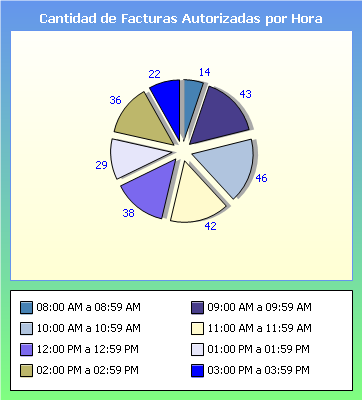 Cantidad de Facturas Autorizadas por Hora
22 14
36 43
29 46
38 42
08:00 AM a 08:59 AM 09:00 AM a 09:59 AM
10:00 AM a 10:59 AM 11:00 AM a 11:59 AM
12:00 PM a 12:59 PM 01:00 PM a 01:59 PM
02:00 PM a 02:59 PM 03:00 PM a 03:59 PM